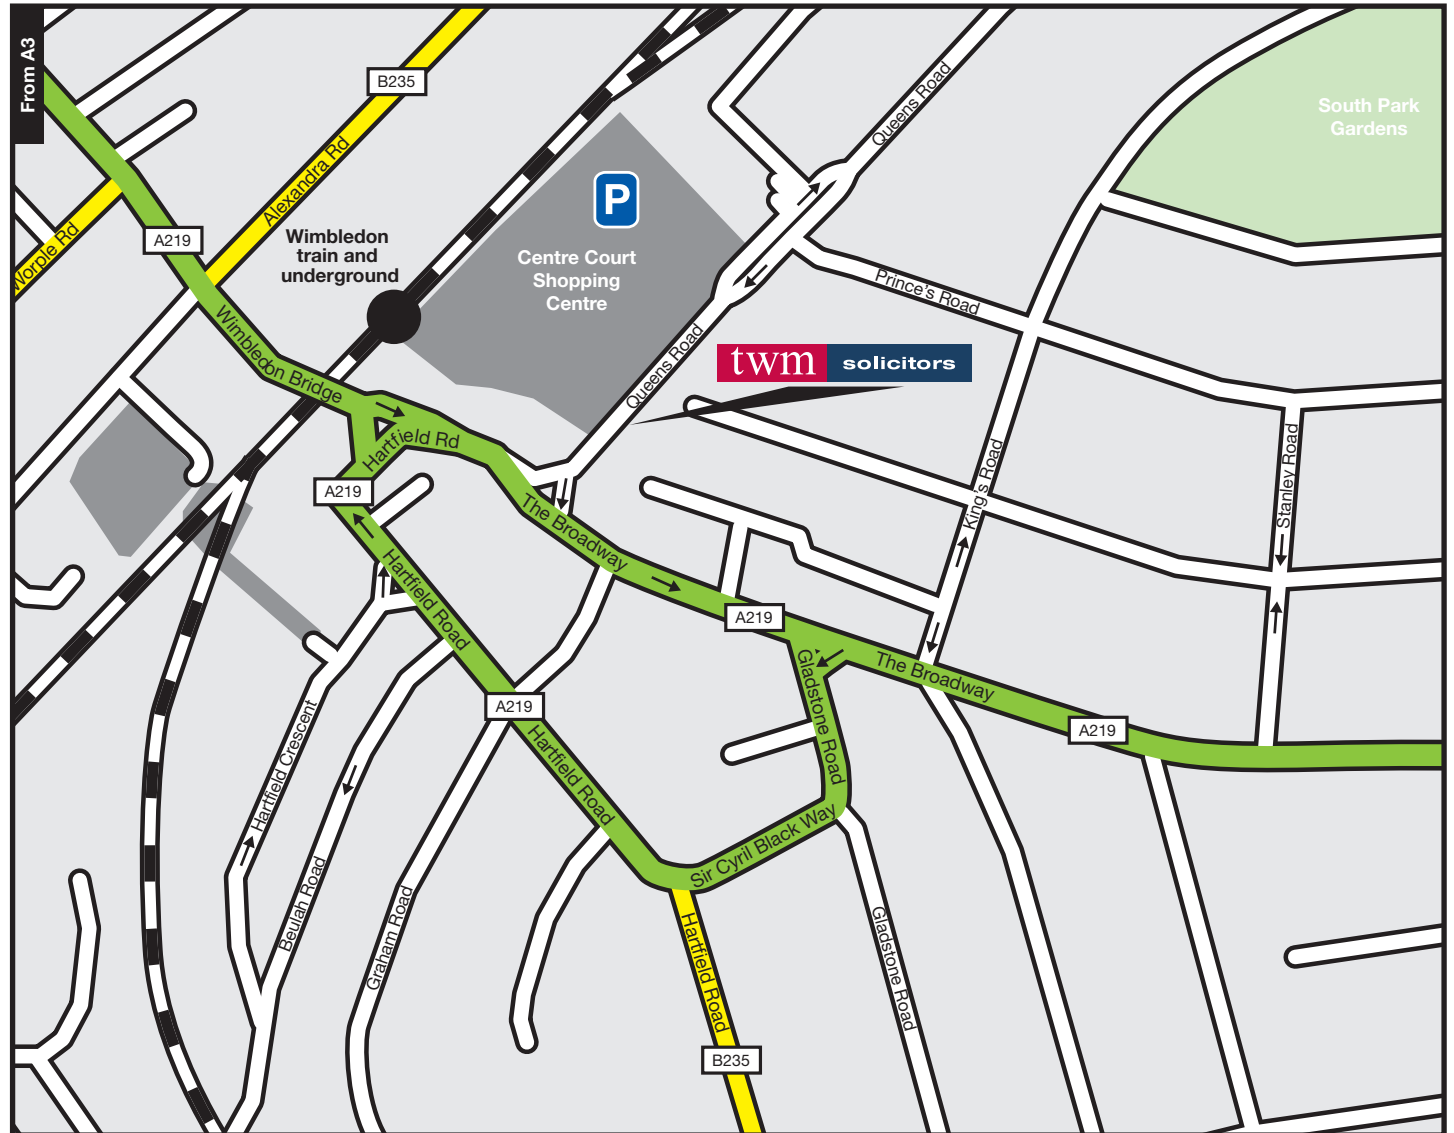 From A3
B235
Queens Road
South Park
Gardens
Alexandra Rd
Worple Rd
A219
Wimbledon
train and
underground
P
Centre Court
Shopping
Centre
Prince's Road
Wimbledon Bridge
Queens Road
twm solicitors
Hartfield Rd
A219
King's Road
Stanley Road
The Broadway
Hartfield Road
A219
The Broadway
Gladstone Road
A219
A219
Hartfield Crescent
Hartfield Road
Sir Cyril Black Way
Beulah Road
Graham Road
Hartfield Road
Gladstone Road
B235